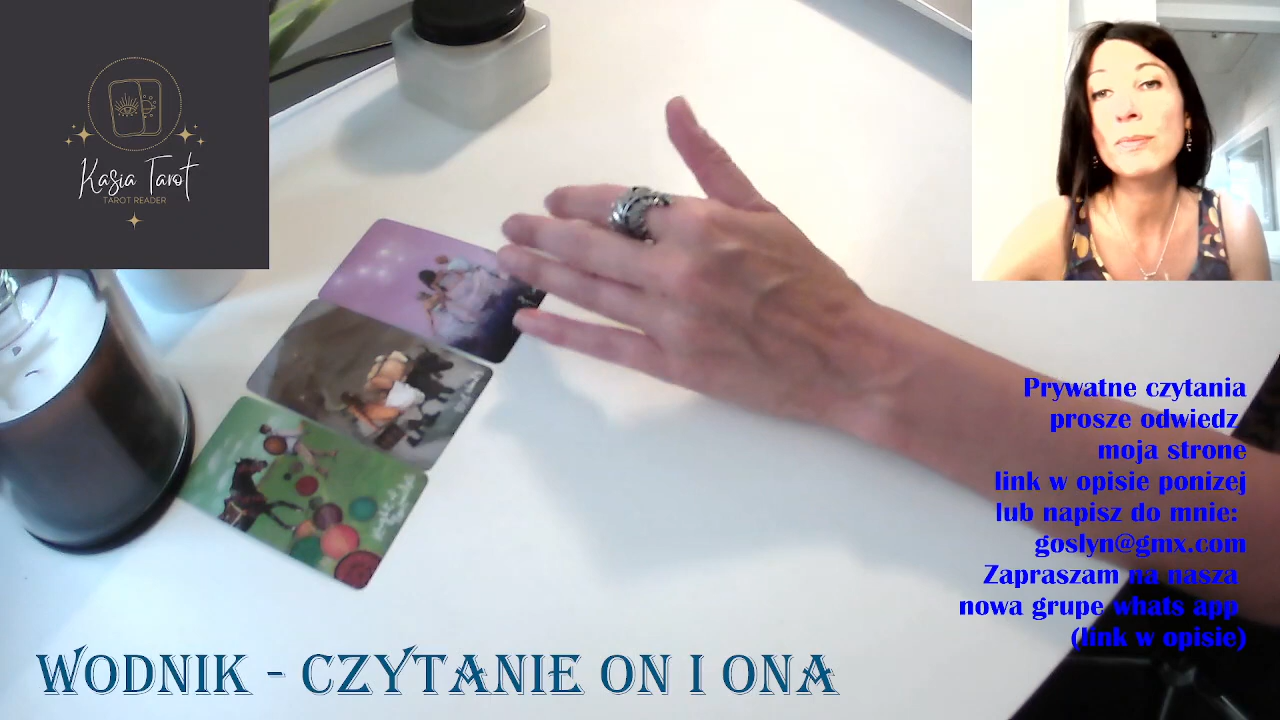 Kasia Tarot
TAROT READER
Prywatne czytania
prosze odwiedz
moja strone
link w opisie ponizej
lub napisz do mnie:
goslyn@gmx.com
Zapraszam na nasza
nowa grupe whats app
(link w opisie)
WODNIK - CZYTANIE ON I ONA